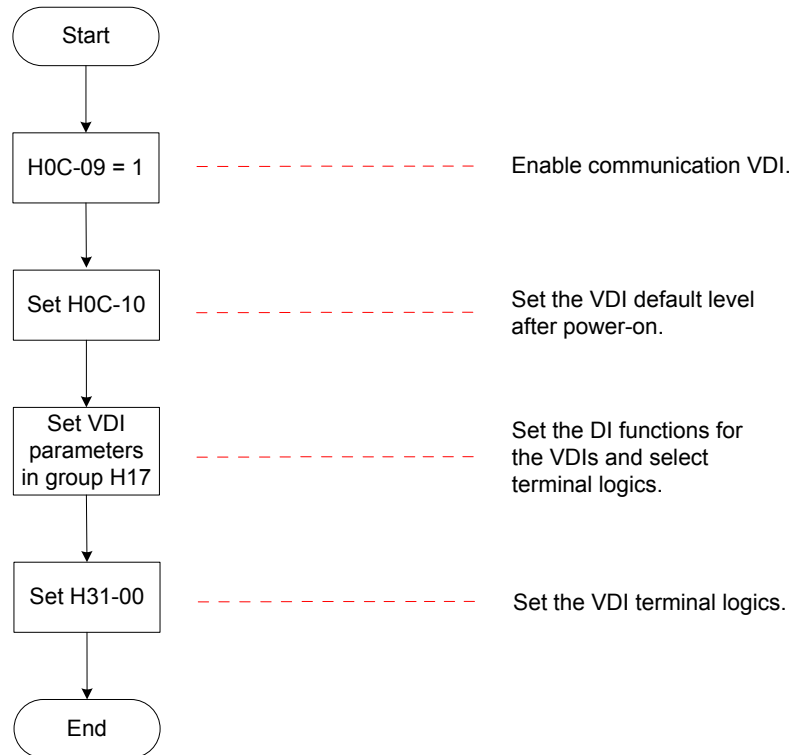 Start
H0C-09 = 1
Enable communication VDI.
Set H0C-10
Set the VDI default level
after power-on.
Set VDI
parameters
in group H17
Set the DI functions for
the VDIs and select
terminal logics.
Set H31-00
Set the VDI terminal logics.
End